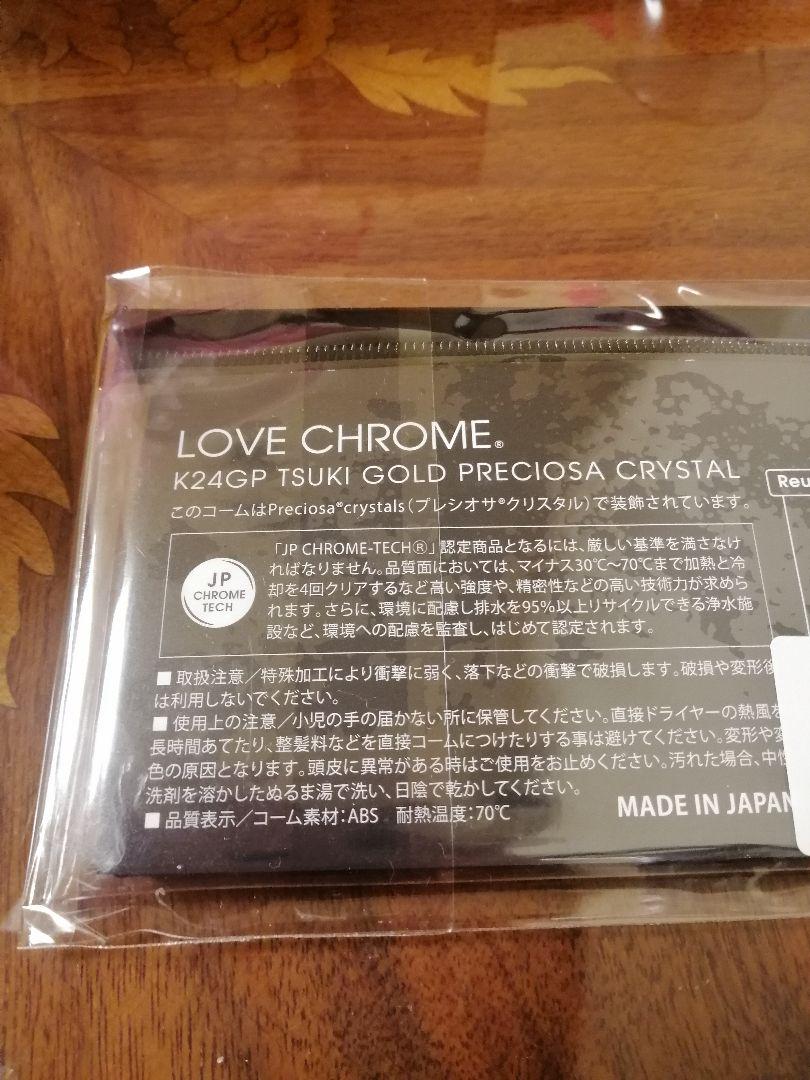 LOVE CHROME®
K24GP TSUKI GOLD PRECIOSA CRYSTAL
Reu
このコームはPreciosa®crystals(プレシオサ®クリスタル)で装飾されています。
JP
CHROME
TECH
「JP CHROME-TECH®」認定商品となるには、厳しい基準を満さなけ
ればなりません。品質面においては、マイナス30℃〜70℃まで加熱と冷
却を4回クリアするなど高い強度や、精密性などの高い技術力が求めら
れます。さらに、環境に配慮し排水を95%以上リサイクルできる浄水施
設など、環境への配慮を監査し、はじめて認定されます。
■ 取扱注意/特殊加工により衝撃に弱く、落下などの衝撃で破損します。破損や変形後
は利用しないでください。
■ 使用上の注意/小児の手の届かない所に保管してください。直接ドライヤーの熱風を
長時間あてたり、整髪料などを直接コームにつけたりする事は避けてください。変形や変
色の原因となります。頭皮に異常がある時はご使用をお止めください。汚れた場合、中性
洗剤を溶かしたぬるま湯で洗い、日陰で乾かしてください。
■ 品質表示/コーム素材:ABS 耐熱温度:70℃
MADE IN JAPAN